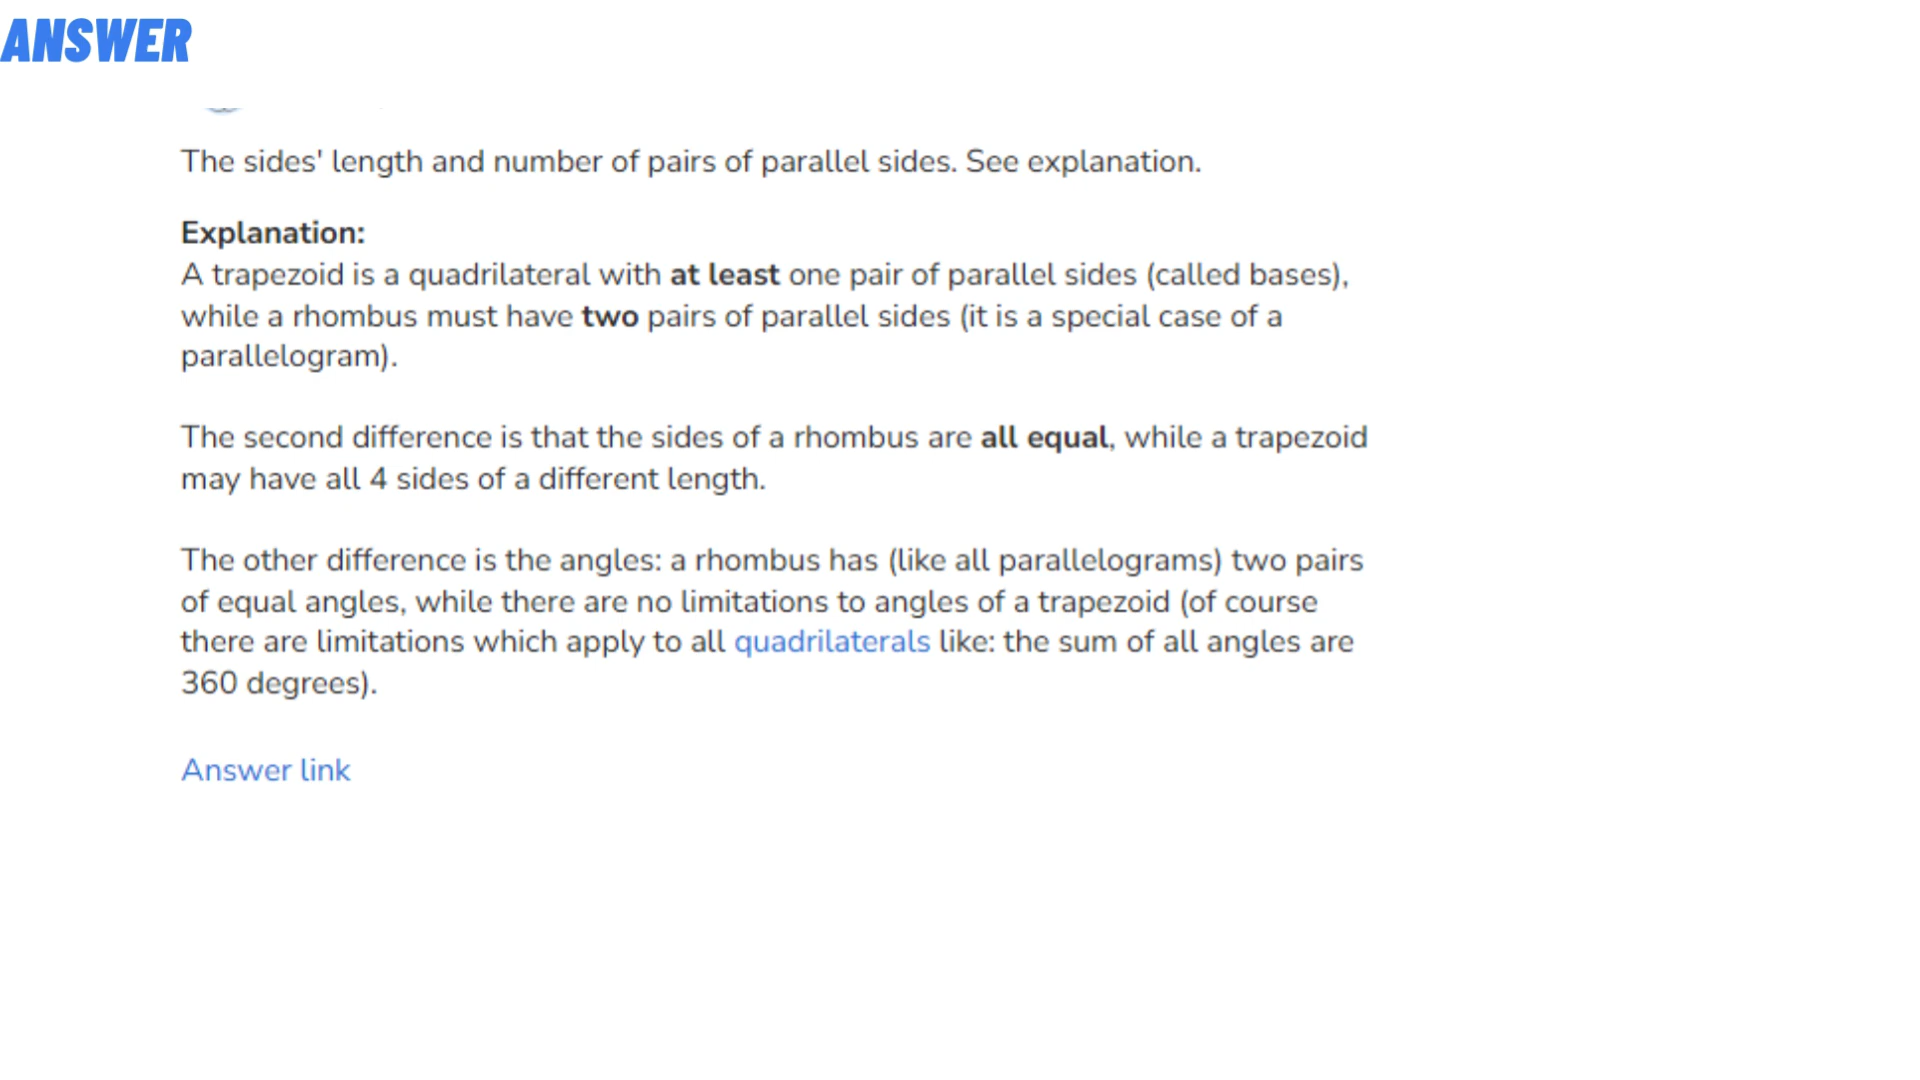 ANSWER
The sides' length and number of pairs of parallel sides. See explanation.
Explanation:
A trapezoid is a quadrilateral with at least one pair of parallel sides (called bases),
while a rhombus must have two pairs of parallel sides (it is a special case of a
parallelogram).
The second difference is that the sides of a rhombus are all equal, while a trapezoid
may have all 4 sides of a different length.
The other difference is the angles: a rhombus has (like all parallelograms) two pairs
of equal angles, while there are no limitations to angles of a trapezoid (of course
there are limitations which apply to all quadrilaterals like: the sum of all angles are
360 degrees).
Answer link